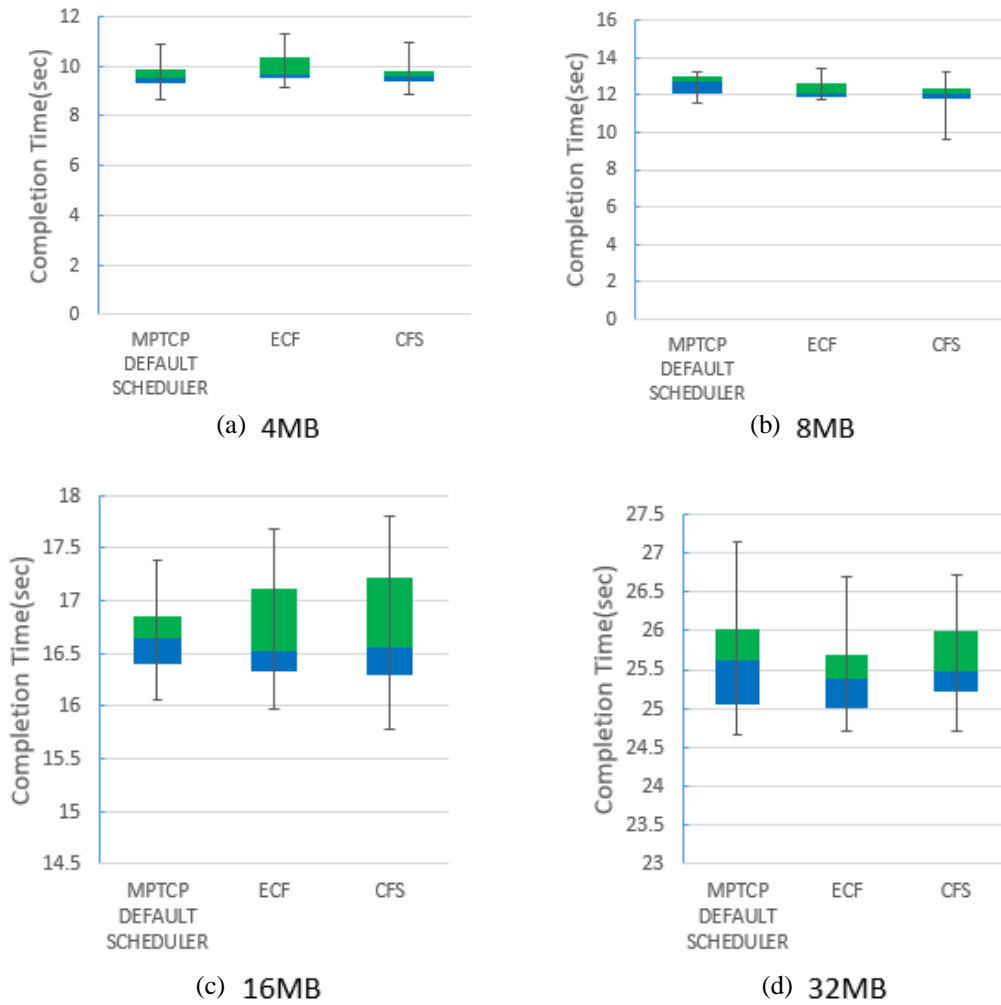 Completion Time(sec)
12
10
8
6
4
2
0
MPTCP
DEFAULT
SCHEDULER
ECF
CFS
(a) 4MB
Completion Time(sec)
16
14
12
10
8
6
4
2
0
MPTCP
DEFAULT
SCHEDULER
ECF
CFS
(b) 8MB
Completion Time(sec)
18
17.5
17
16.5
16
15.5
15
14.5
MPTCP
DEFAULT
SCHEDULER
ECF
CFS
(c) 16MB
Completion Time(sec)
27.5
27
26.5
26
25.5
25
24.5
24
23.5
23
MPTCP
DEFAULT
SCHEDULER
ECF
CFS
(d) 32MB